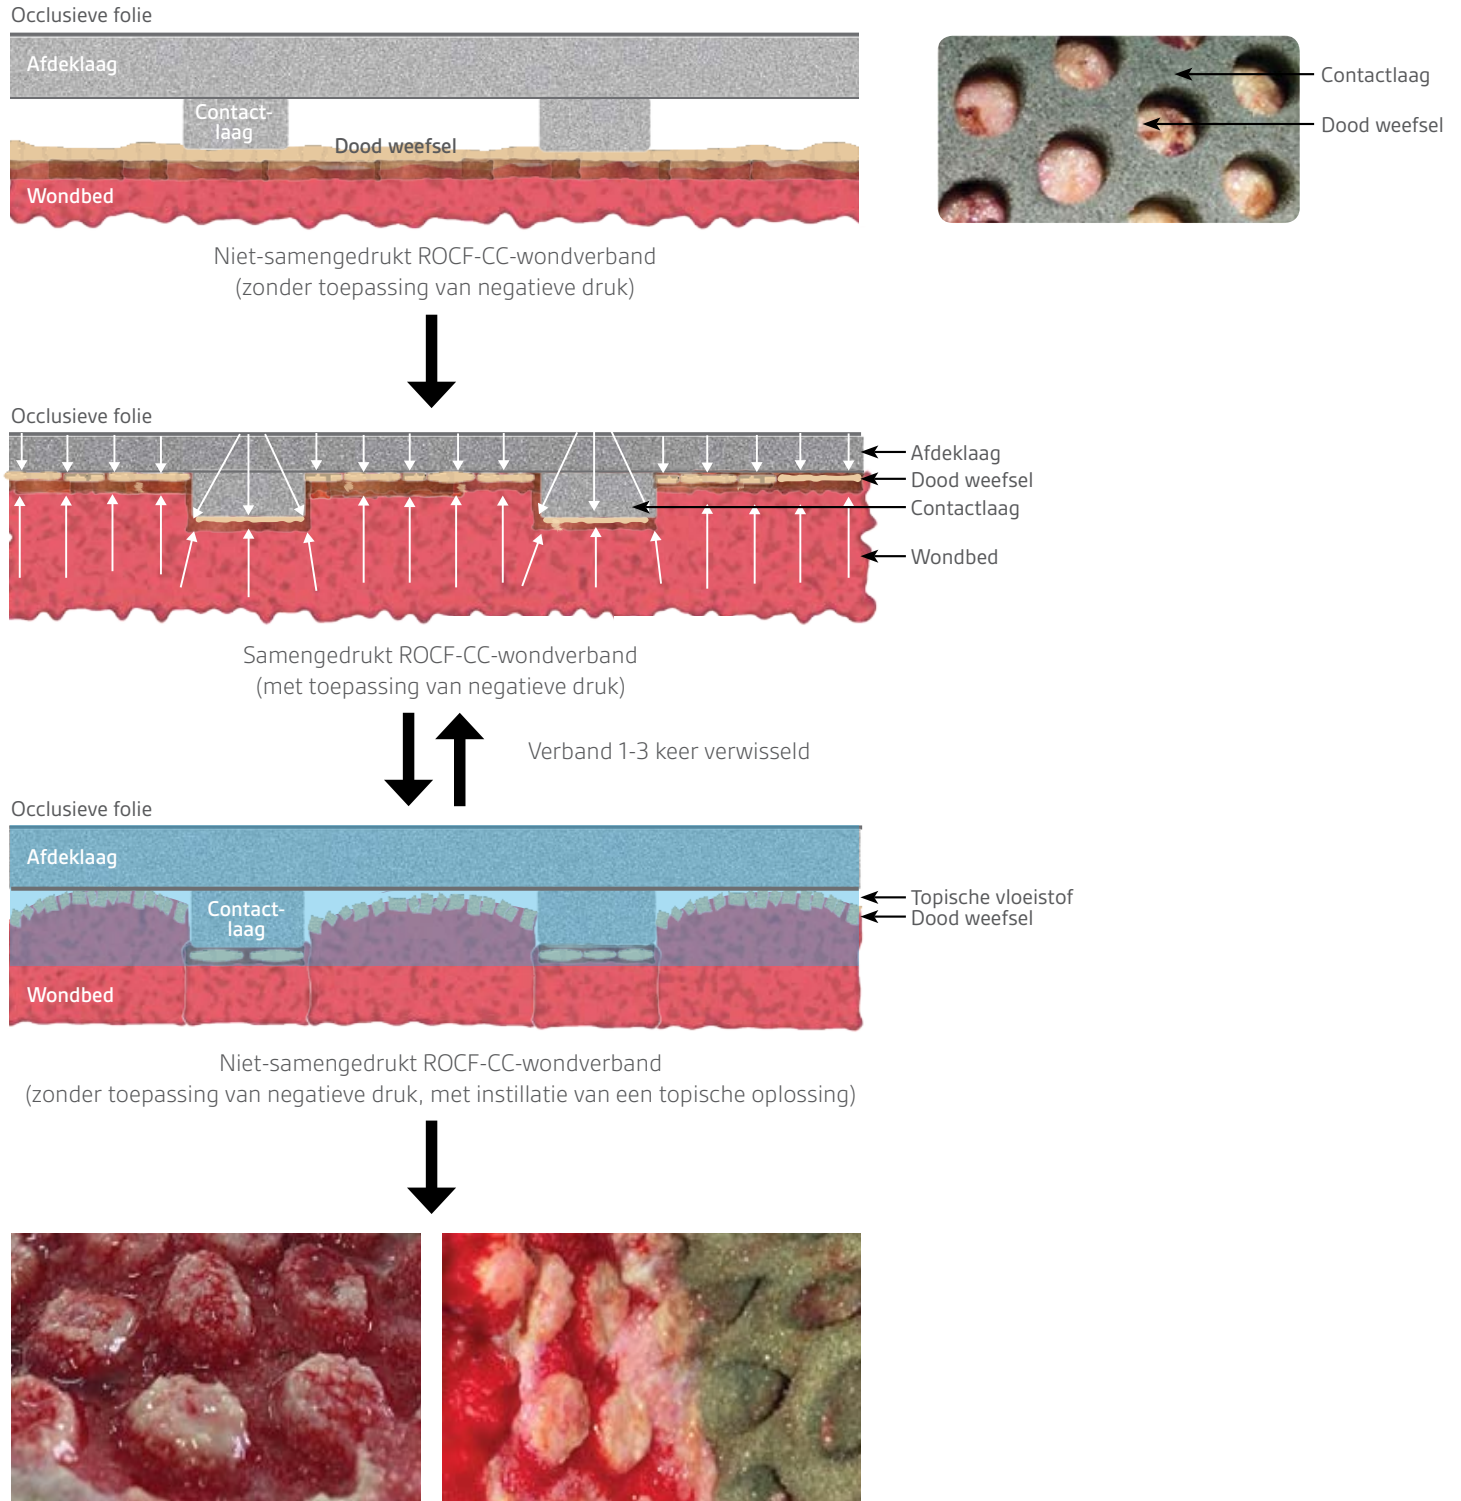 Occlusieve folie
Afdeklaag
Contact-
laag
Dood weefsel
Wondbed
Contactlaag
Dood weefsel
Niet-samengedrukt ROCF-CC-wondverband
(zonder toepassing van negatieve druk)
Occlusieve folie
Afdeklaag
Dood weefsel
Contactlaag
Wondbed
Samengedrukt ROCF-CC-wondverband
(met toepassing van negatieve druk)
Verband 1-3 keer verwisseld
Occlusieve folie
Afdeklaag
Contact-
laag
Wondbed
Topische vloeistof
Dood weefsel
Niet-samengedrukt ROCF-CC-wondverband
(zonder toepassing van negatieve druk, met instillatie van een topische oplossing)